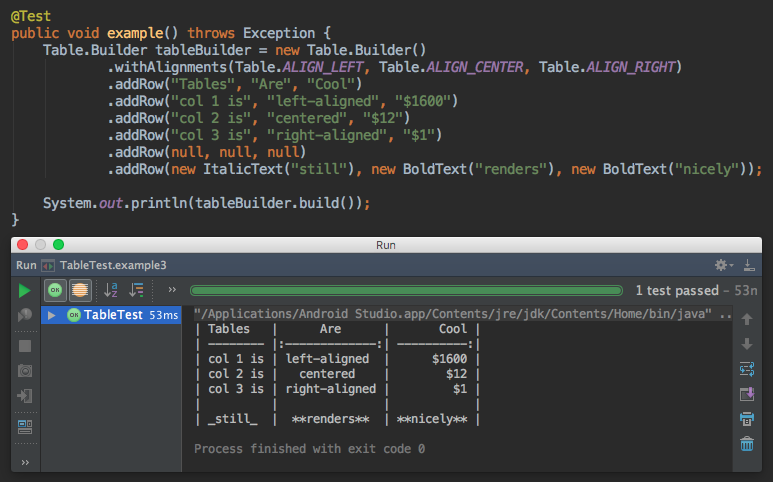 @Test
public void example() throws Exception {
    Table.Builder tableBuilder = new Table.Builder()
            .withAlignments(Table.ALIGN_LEFT, Table.ALIGN_CENTER, Table.ALIGN_RIGHT)
            .addRow("Tables", "Are", "Cool")
            .addRow("col 1 is", "left-aligned", "$1600")
            .addRow("col 2 is", "centered", "$12")
            .addRow("col 3 is", "right-aligned", "$1")
            .addRow(null, null, null)
            .addRow(new ItalicText("still"), new BoldText("renders"), new BoldText("nicely"));
    System.out.println(tableBuilder.build());
}
Run
Run TableTest.example3
OK
1 test passed – 53m
OK TableTest 53ms
"/Applications/Android Studio.app/Contents/jre/jdk/Contents/Home/bin/java" ..
| Tables   |      Are      |       Cool |
| -------- |:-------------:| ----------:|
| col 1 is | left-aligned  |      $1600 |
| col 2 is |   centered    |        $12 |
| col 3 is | right-aligned |         $1 |
|          |               |            |
| _still_  |  **renders**  | **nicely** |
Process finished with exit code 0